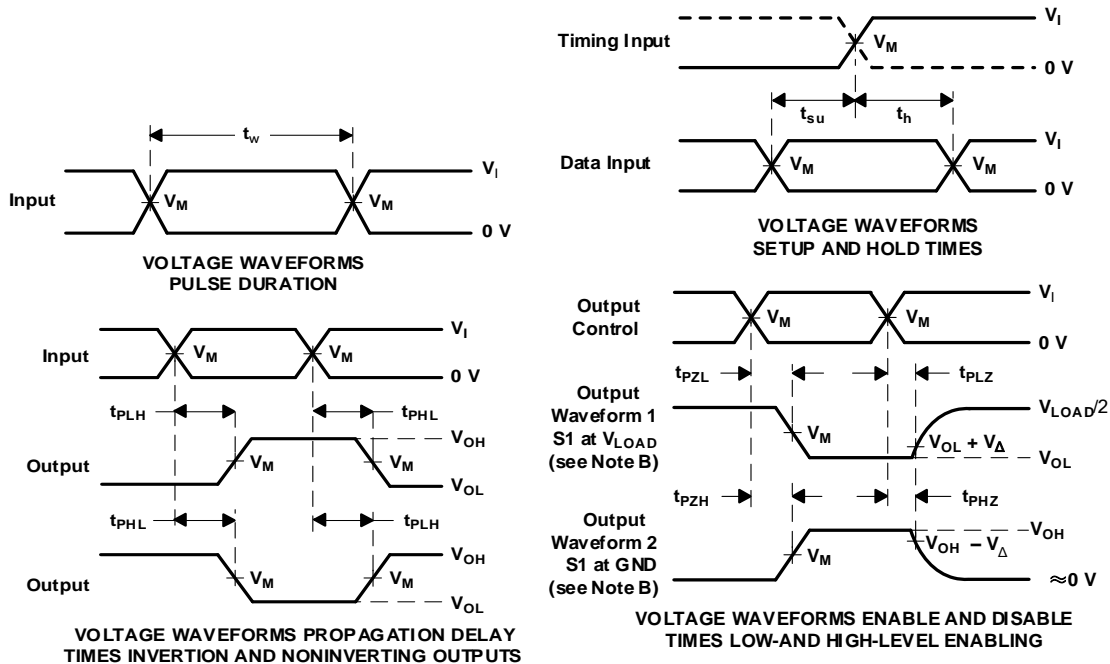 t_w
V_I
Input
V_M
V_M
0 V
VOLTAGE WAVEFORMS
PULSE DURATION
Timing Input
V_I
V_M
0 V
t_su
t_h
Data Input
V_I
V_M
V_M
0 V
VOLTAGE WAVEFORMS
SETUP AND HOLD TIMES
Input
V_I
V_M
V_M
0 V
t_PLH
t_PHL
Output
V_OH
V_M
V_M
V_OL
t_PHL
t_PLH
Output
V_OH
V_M
V_M
V_OL
VOLTAGE WAVEFORMS PROPAGATION DELAY
TIMES INVERTION AND NONINVERTING OUTPUTS
Output
Control
V_I
V_M
V_M
0 V
t_PZL
t_PLZ
Output
Waveform 1
S1 at V_LOAD
(see Note B)
V_LOAD/2
V_M
V_OL + V_Δ
V_OL
t_PZH
t_PHZ
Output
Waveform 2
S1 at GND
(see Note B)
V_OH
V_OH − V_Δ
V_M
≈0 V
VOLTAGE WAVEFORMS ENABLE AND DISABLE
TIMES LOW-AND HIGH-LEVEL ENABLING